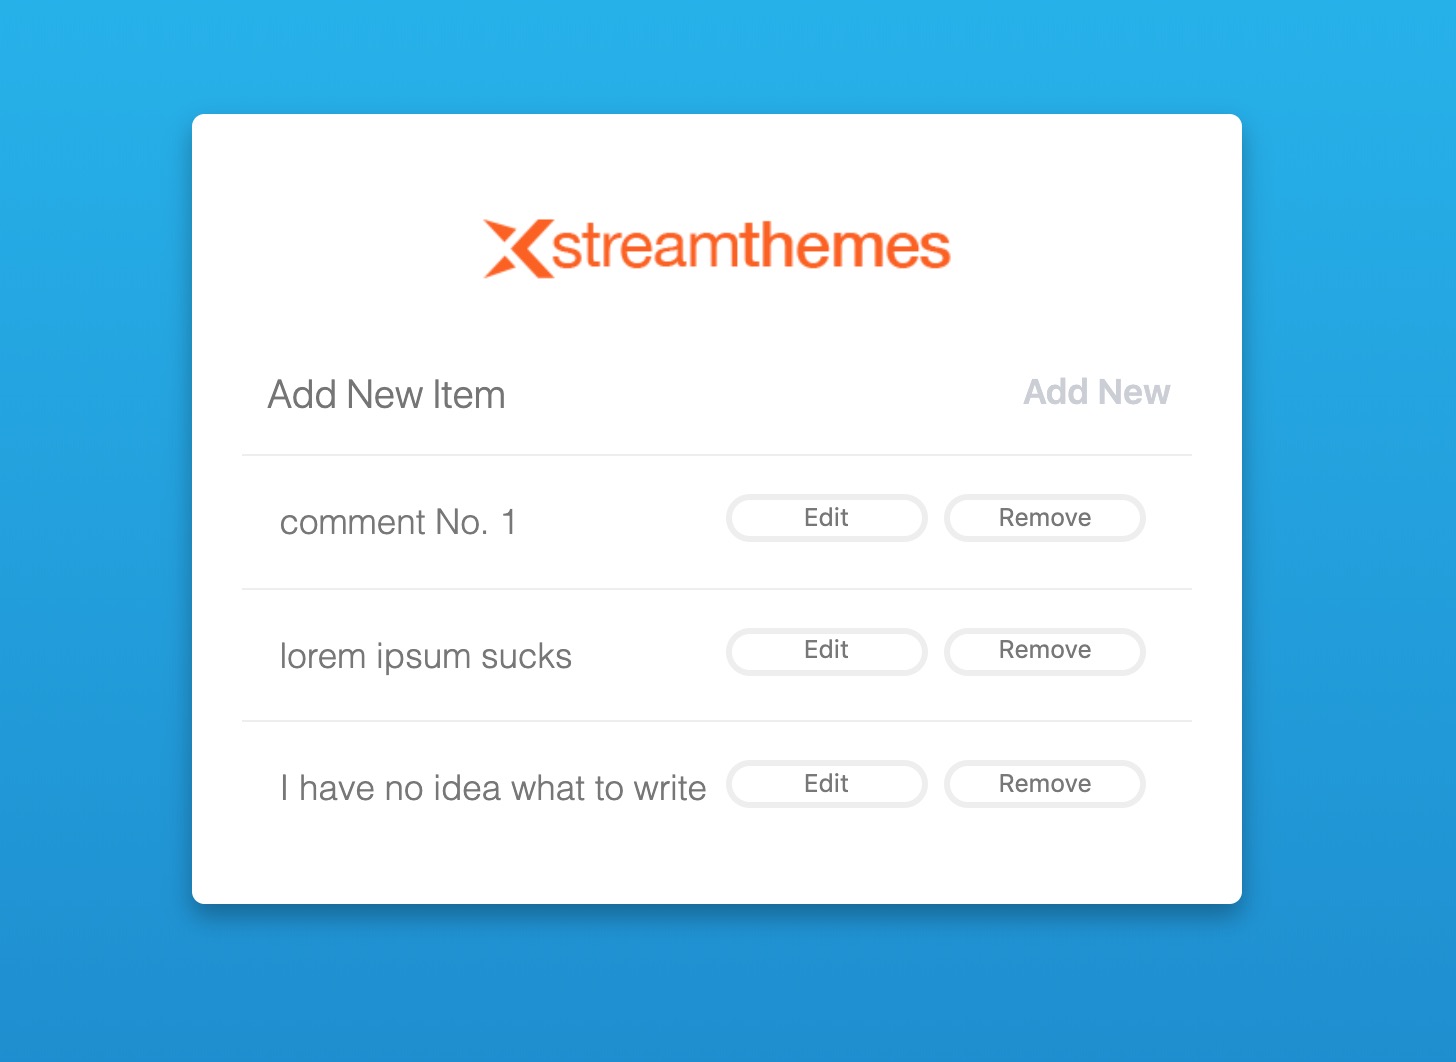 Xstreamthemes
Add New Item Add New
comment No. 1 Edit Remove
lorem ipsum sucks Edit Remove
I have no idea what to write Edit Remove